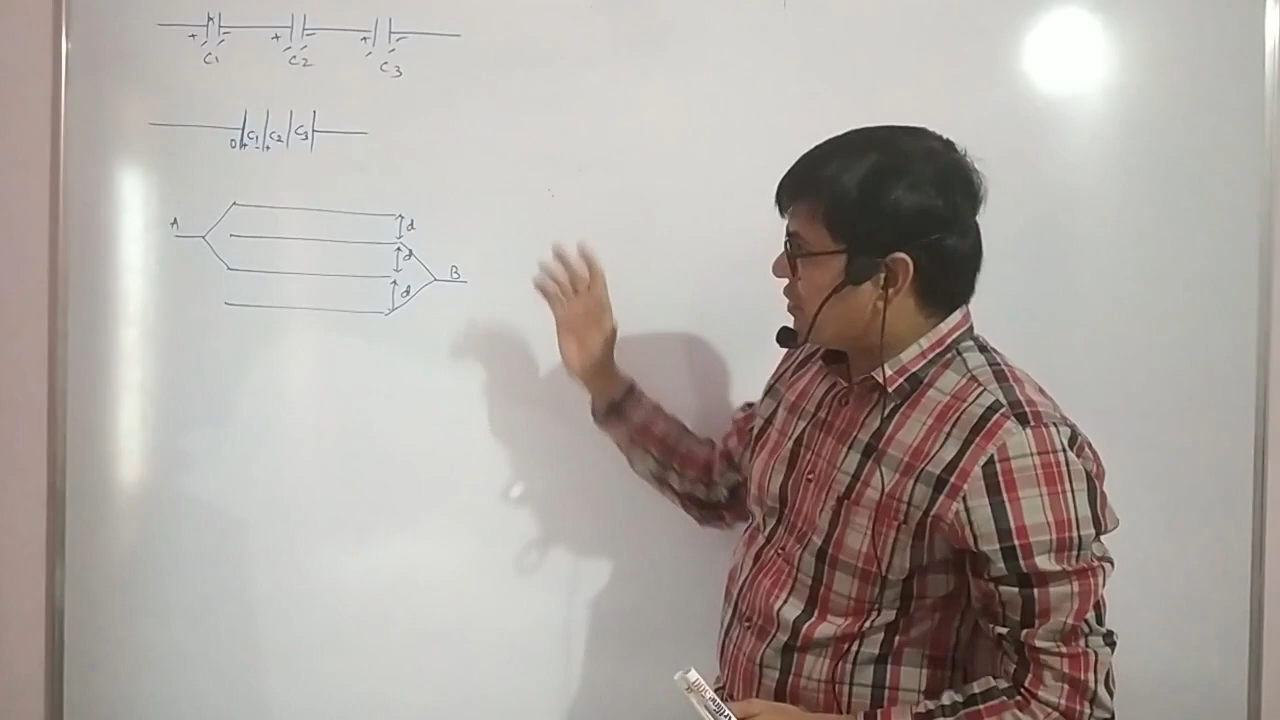 + - + - + -
C1 C2 C3
C1 C2 C3
+ - +
A
d
d
B
d